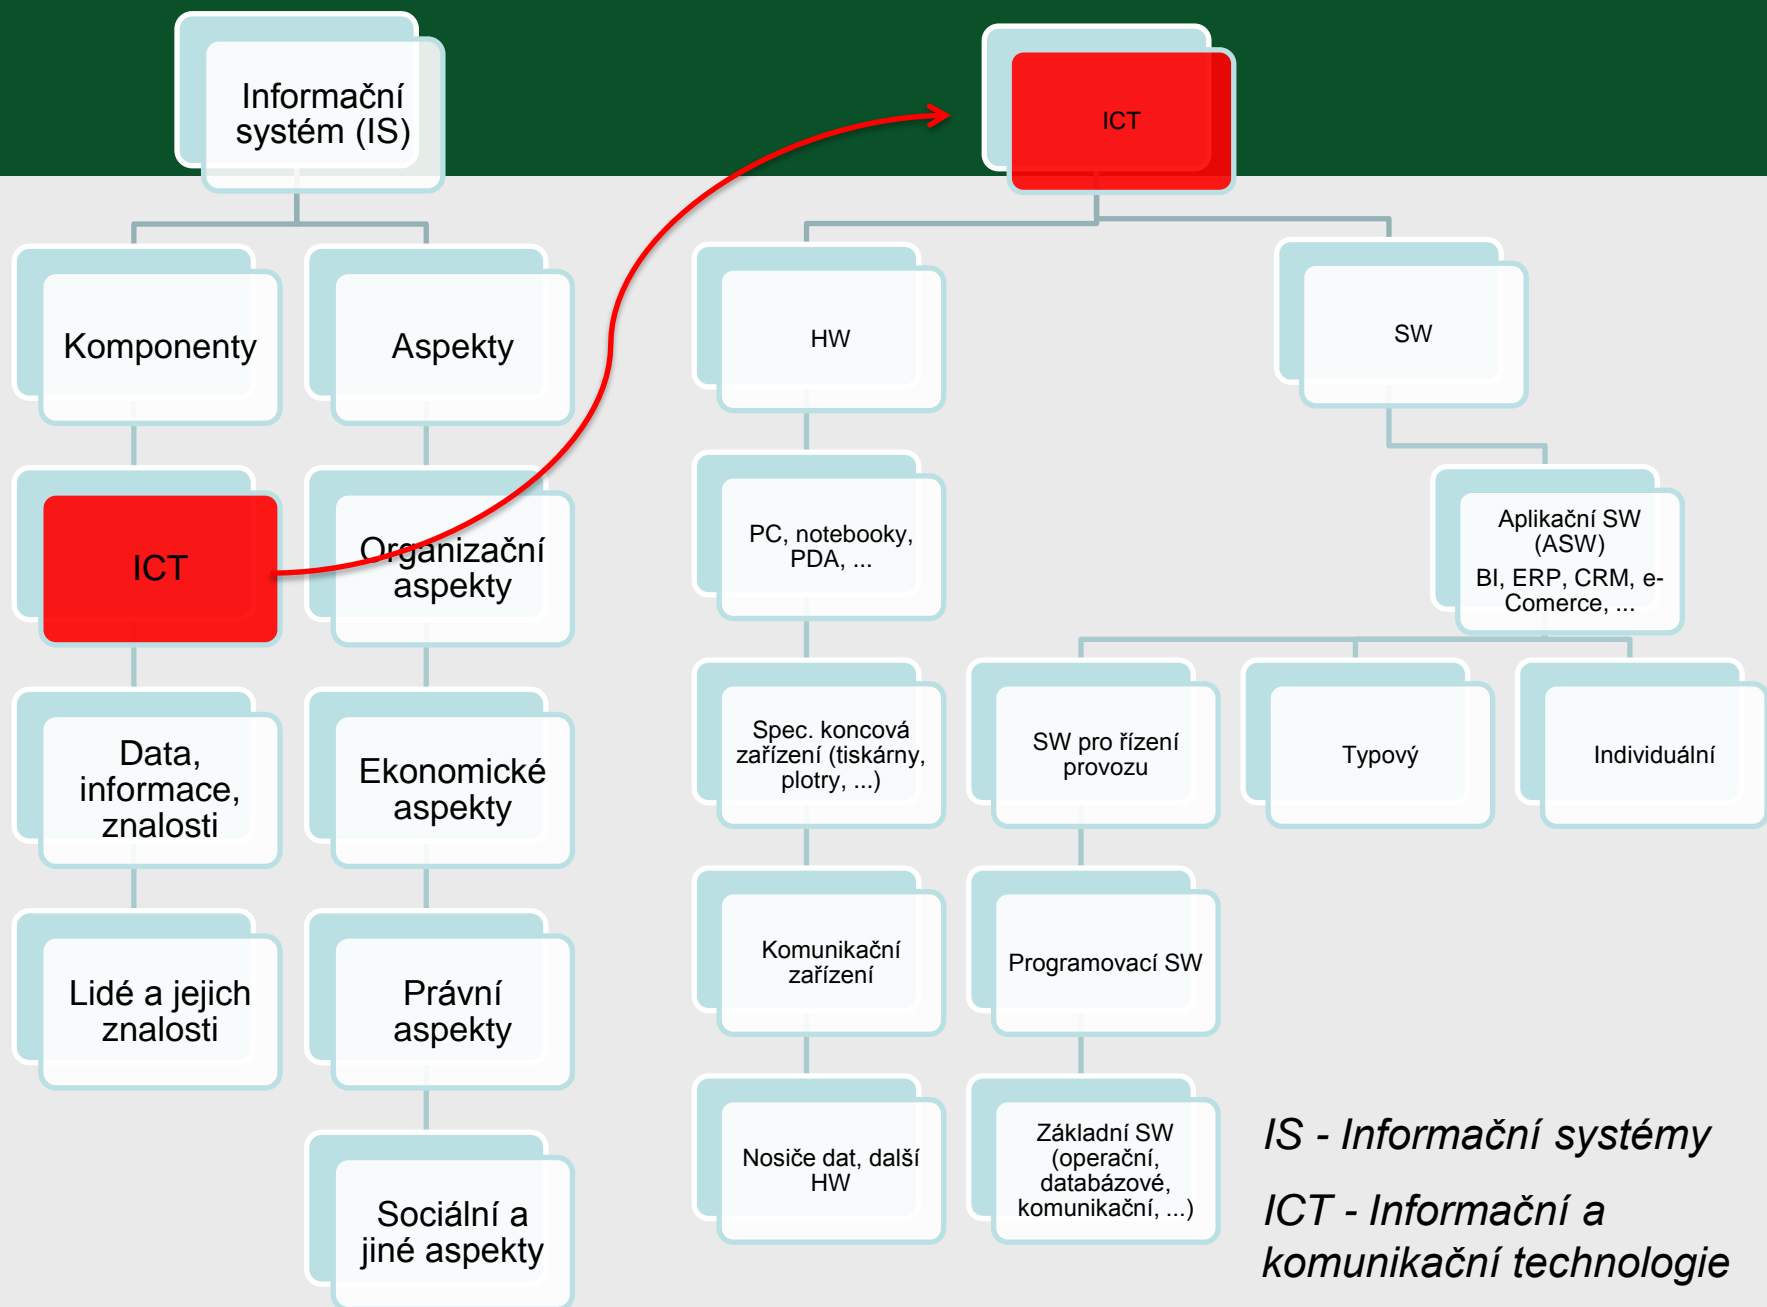 Informační
systém (IS)
Komponenty
Aspekty
ICT
Organizační
aspekty
Data,
informace,
znalosti
Ekonomické
aspekty
Lidé a jejich
znalosti
Právní
aspekty
Sociální a
jiné aspekty
ICT
HW
SW
PC, notebooky,
PDA, ...
Aplikační SW
(ASW)
BI, ERP, CRM, e-
Comerce, ...
Spec. koncová
zařízení (tiskárny,
plotry, ...)
SW pro řízení
provozu
Typový
Individuální
Komunikační
zařízení
Programovací SW
Nosiče dat, další
HW
Základní SW
(operační,
databázové,
komunikační, ...)
IS - Informační systémy
ICT - Informační a
komunikační technologie